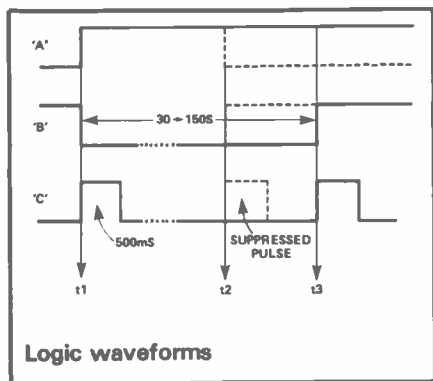 'A'
'B'
30 - 150S
'C'
500mS
SUPPRESSED
PULSE
t1
t2
t3
Logic waveforms